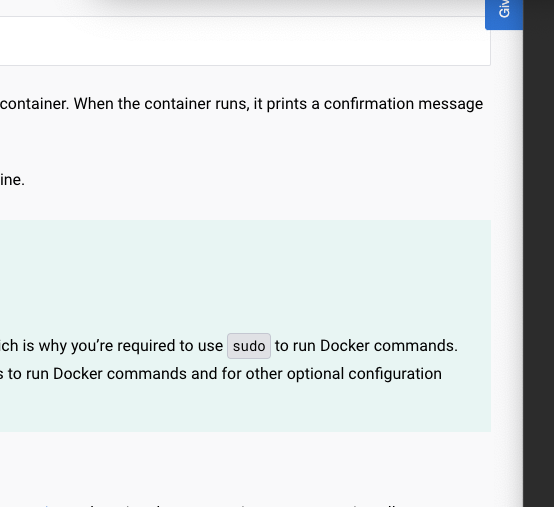 Giv
container. When the container runs, it prints a confirmation message
ine.
ich is why you’re required to use sudo to run Docker commands.
s to run Docker commands and for other optional configuration